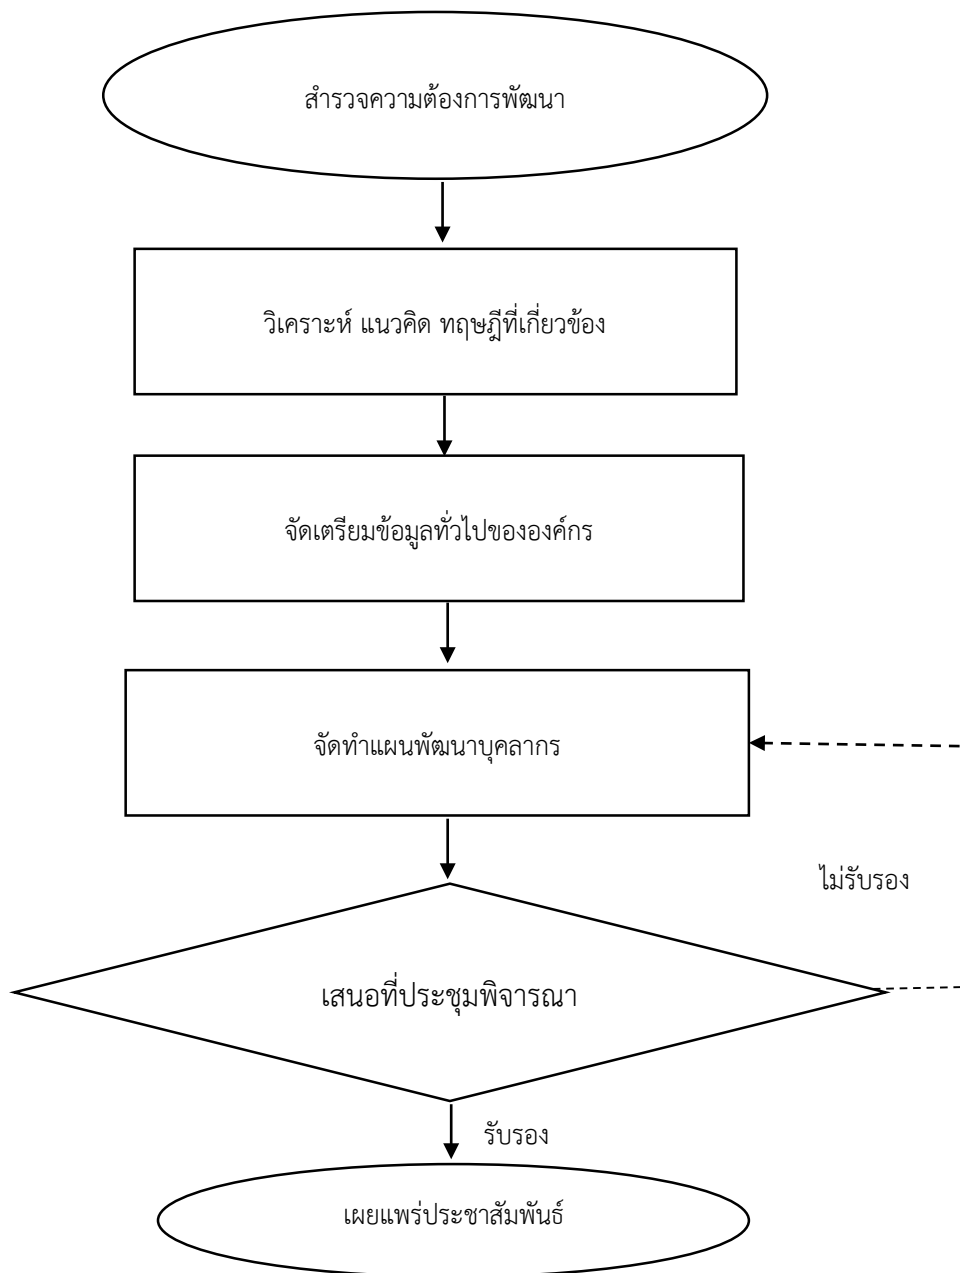 สำรวจความต้องการพัฒนา
วิเคราะห์ แนวคิด ทฤษฎีที่เกี่ยวข้อง
จัดเตรียมข้อมูลทั่วไปขององค์กร
จัดทำแผนพัฒนาบุคลากร
ไม่รับรอง
เสนอที่ประชุมพิจารณา
รับรอง
เผยแพร่ประชาสัมพันธ์